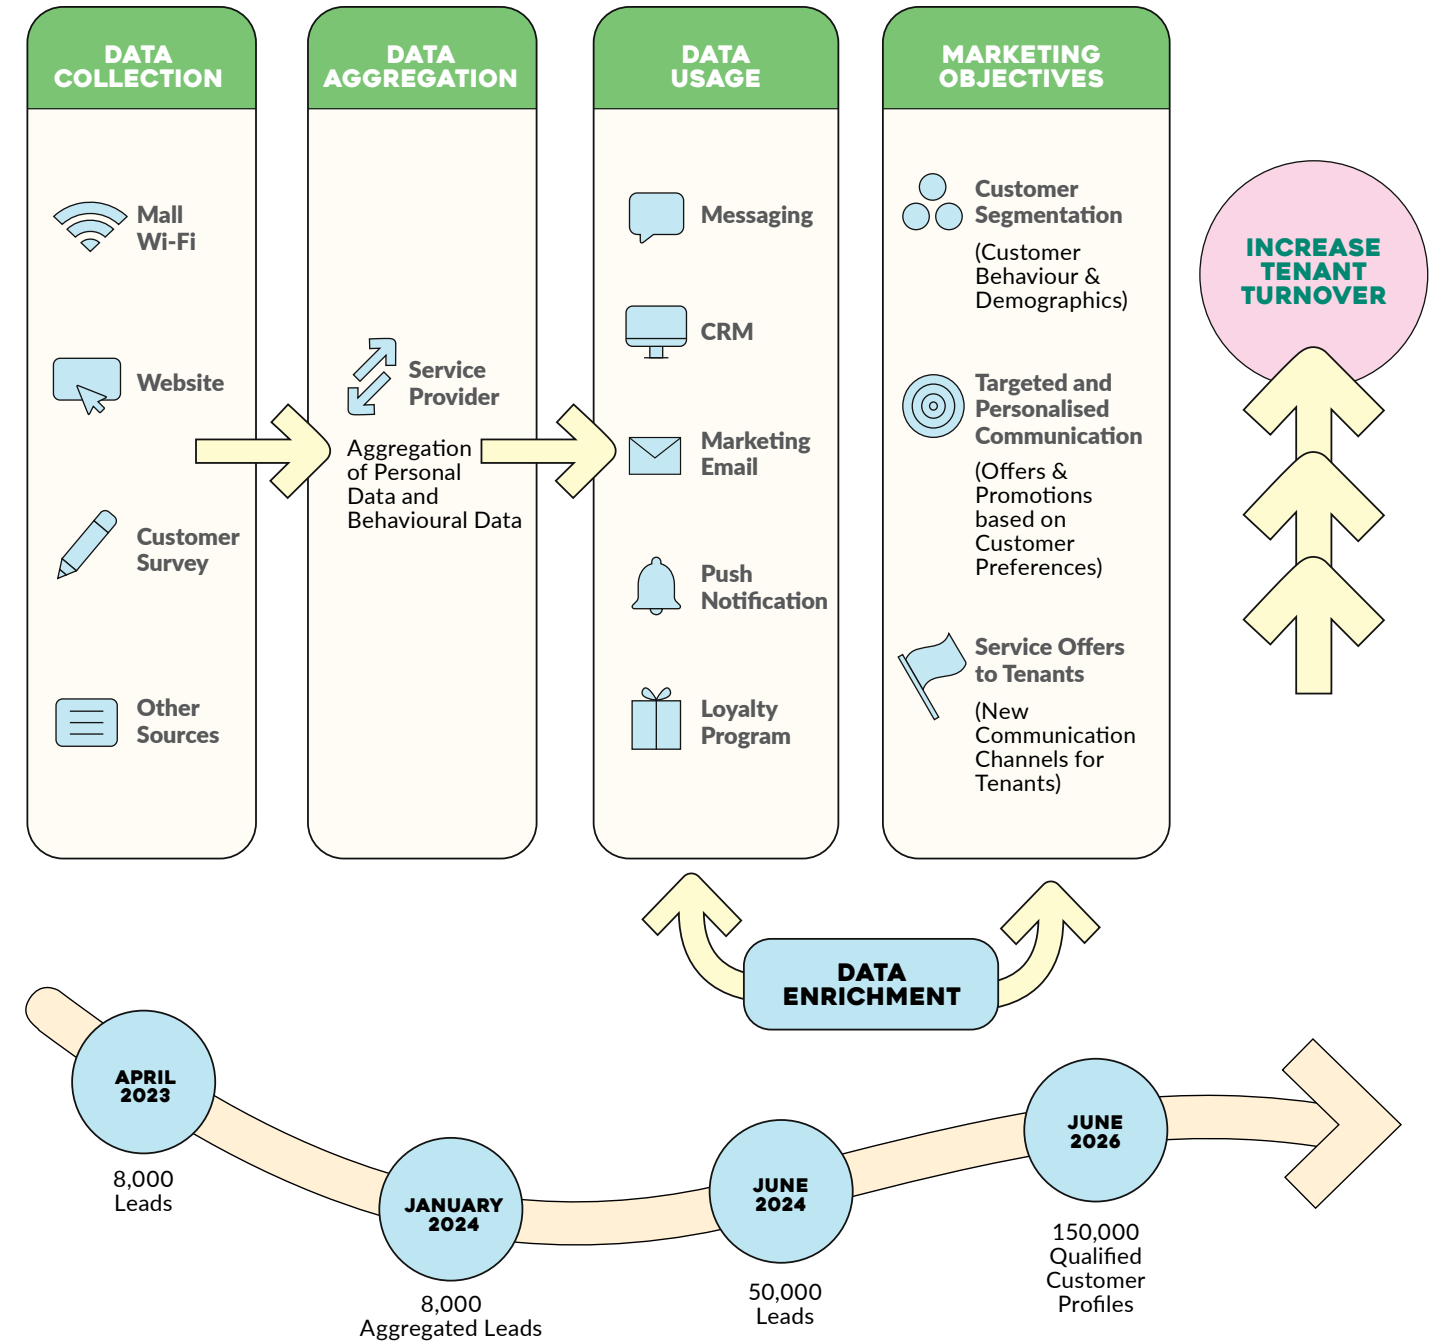 DATA
COLLECTION
Mall
Wi-Fi
Website
Customer
Survey
Other
Sources
DATA
AGGREGATION
Service
Provider
Aggregation
of Personal
Data and
Behavioural Data
DATA
USAGE
Messaging
CRM
Marketing
Email
Push
Notification
Loyalty
Program
MARKETING
OBJECTIVES
Customer
Segmentation
(Customer
Behaviour &
Demographics)
Targeted and
Personalised
Communication
(Offers &
Promotions
based on
Customer
Preferences)
Service Offers
to Tenants
(New
Communication
Channels for
Tenants)
INCREASE
TENANT
TURNOVER
DATA
ENRICHMENT
APRIL
2023
8,000
Leads
JANUARY
2024
8,000
Aggregated Leads
JUNE
2024
50,000
Leads
JUNE
2026
150,000
Qualified
Customer
Profiles